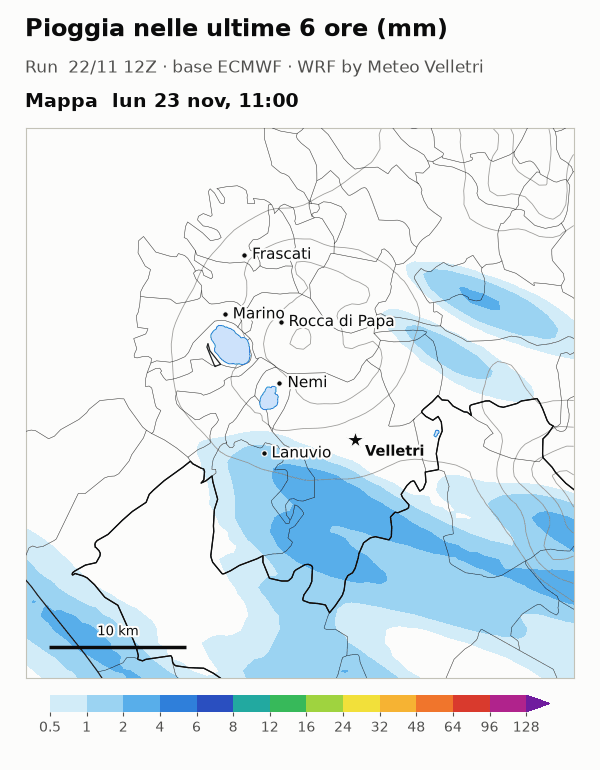 Pioggia nelle ultime 6 ore (mm)
Run  22/11 12Z · base ECMWF · WRF by Meteo Velletri
Mappa  lun 23 nov, 11:00
Frascati
Marino
Rocca di Papa
Nemi
Velletri
Lanuvio
10 km
0.5 1 2 4 6 8 12 16 24 32 48 64 96 128